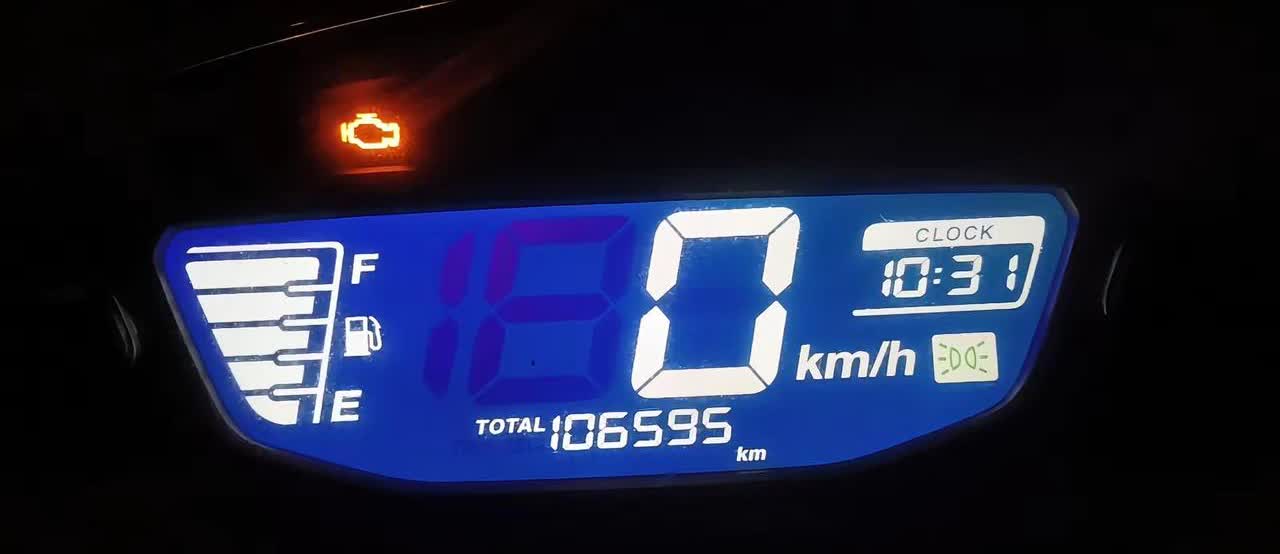 F
E
0
km/h
CLOCK
10:31
TOTAL 106595 km